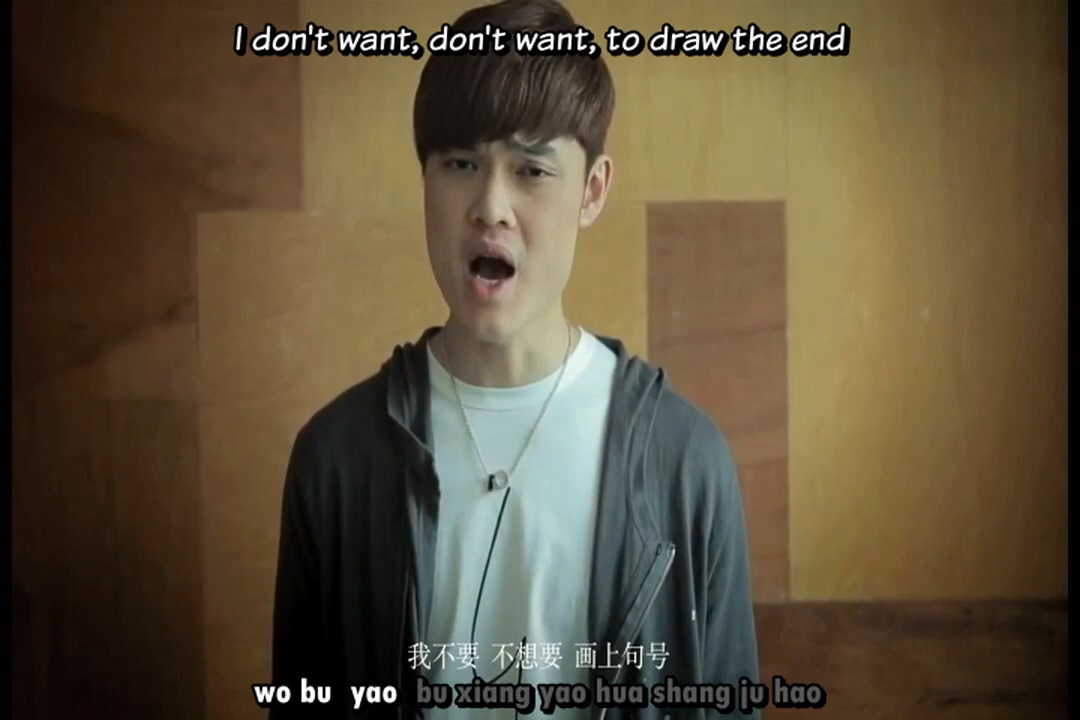 I don't want, don't want, to draw the end
我不要 不想要 画上句号
wo bu yao bu xiang yao hua shang ju hao